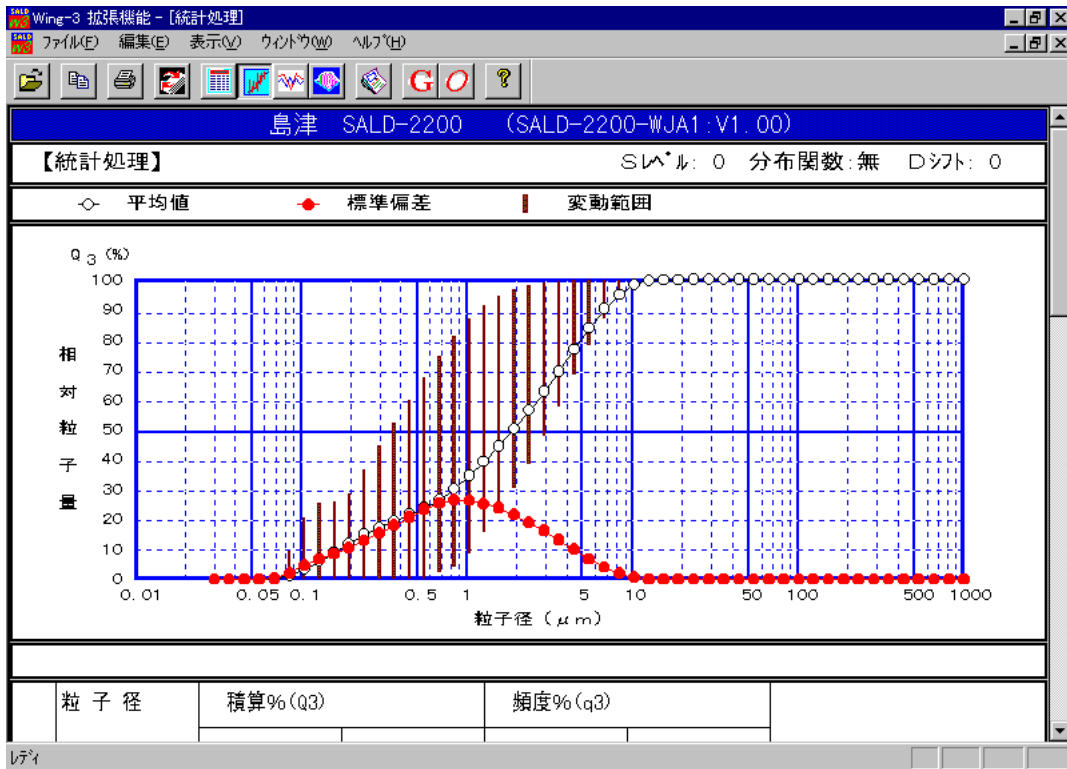 Wing-3 拡張機能 - [統計処理]
ファイル(F) 編集(E) 表示(V) ウィンドウ(W) ヘルプ(H)
島津 SALD-2200 (SALD-2200-WJA1:V1.00)
【統計処理】 Sレベル: 0 分布関数:無 Dシフト: 0
平均値 標準偏差 変動範囲
Q3 (%)
100
90
80
70
60
50
40
30
20
10
0
相対粒子量
0.01 0.05 0.1 0.5 1 5 10 50 100 500 1000
粒子径(μm)
粒子径 積算%(Q3) 頻度%(q3)
レディ